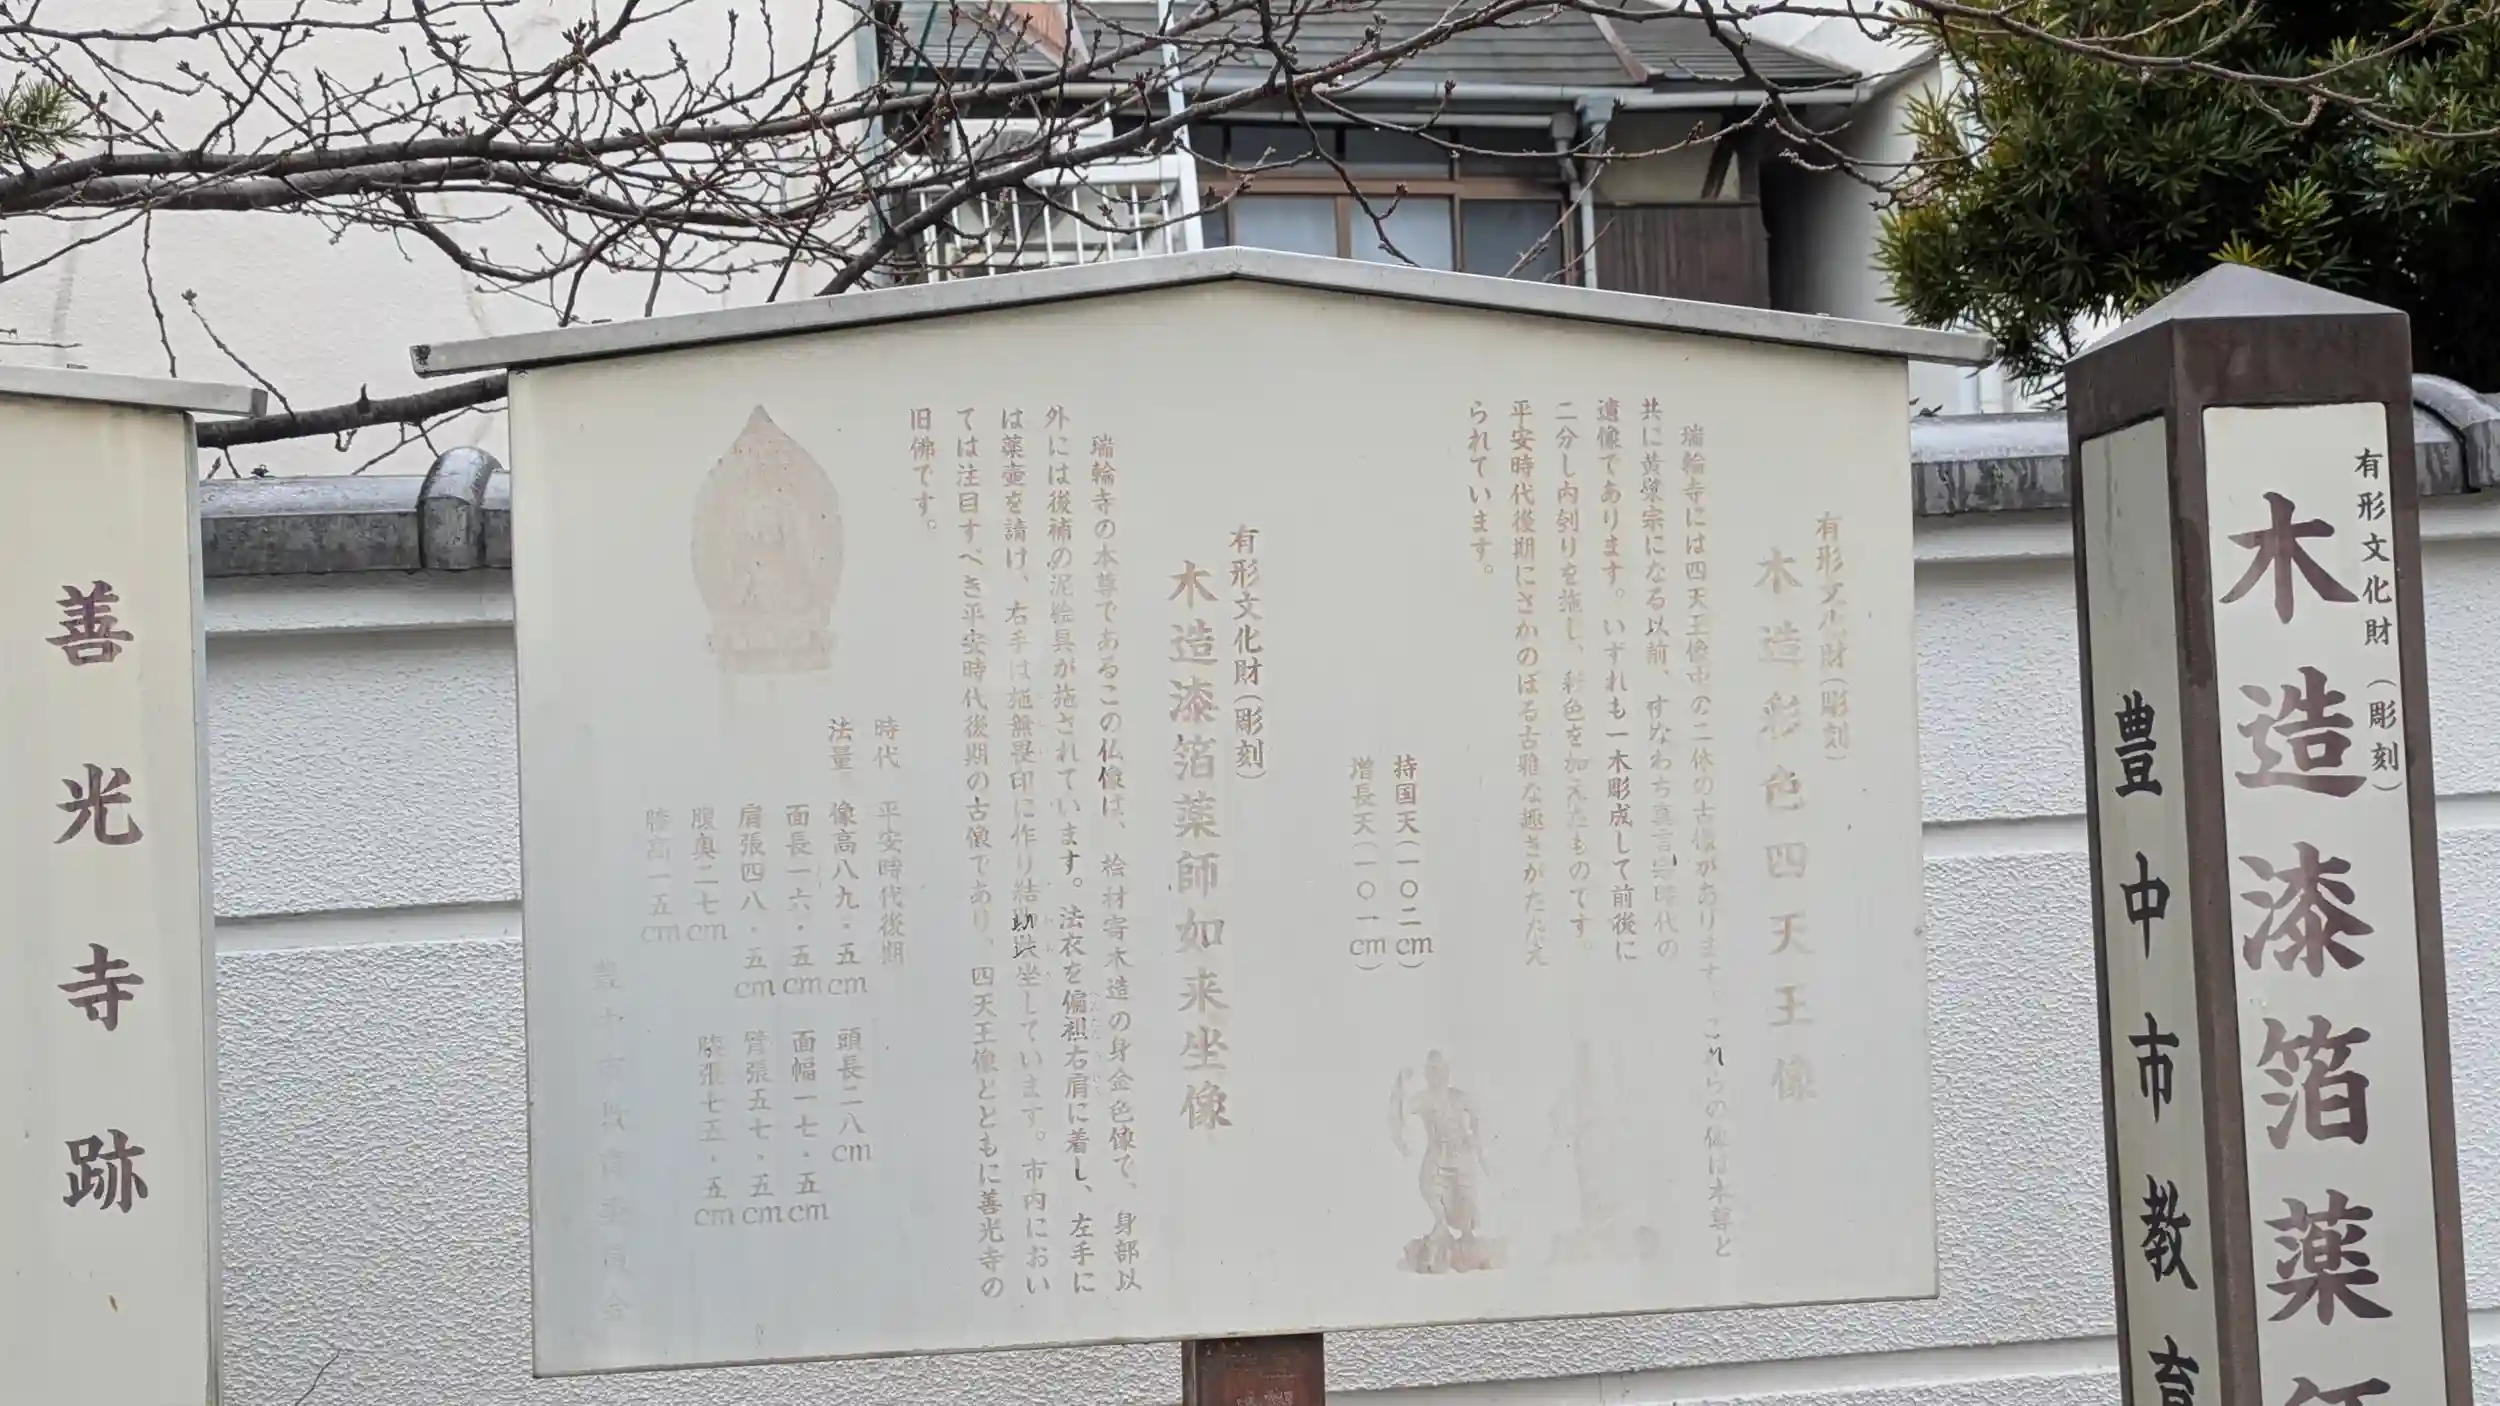 有形文化財(彫刻)
木造漆箔薬師
豊中市教育
有形文化財(彫刻)
木造彩色四天王像
瑞輪寺には四天王像中の二体の古像があります。これらの像は本尊と
共に黄檗宗になる以前、すなわち真言宗時代の
遺像であります。いずれも一木彫成して前後に
二分し内刳りを施し、彩色を加えたものです。
平安時代後期にさかのぼる古雅な趣きがたたえ
られています。
持国天(一〇二cm)
増長天(一〇一cm)
有形文化財(彫刻)
木造漆箔薬師如来坐像
瑞輪寺の本尊であるこの仏像は、桧材寄木造の身金色像で、身部以
外には後補の泥絵具が施されています。法衣を偏袒右肩に着し、左手に
は薬壷を請け、右手は施無畏印に作り結跏趺坐しています。市内におい
ては注目すべき平安時代後期の古像であり、四天王像とともに善光寺の
旧佛です。
時代 平安時代後期
法量 像高八九・五cm 頭長二八cm
面長一六・五cm 面幅一七・五cm
肩張四八・五cm 臂張五七・五cm
腹奥二七cm 膝張七五・五cm
膝高一五cm
豊中市教育委員会
善光寺跡